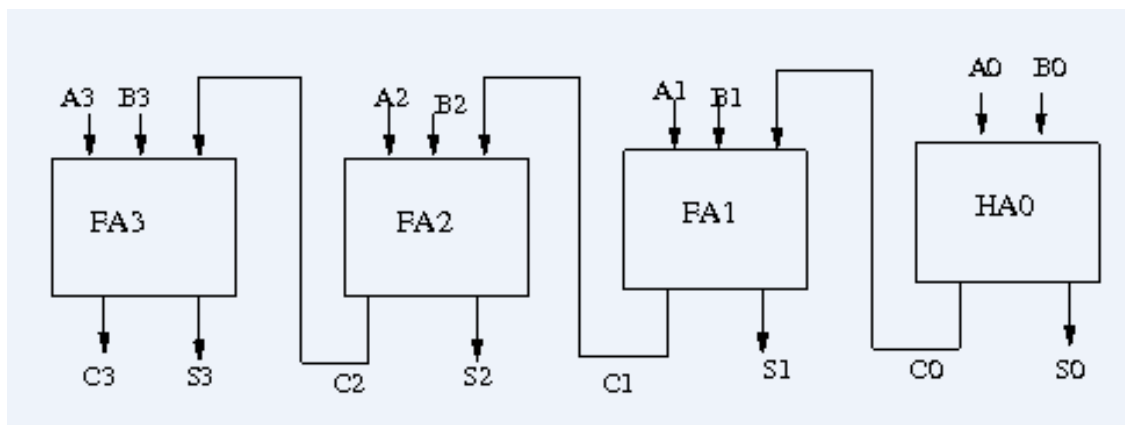 A3 B3 A2 B2 A1 B1 A0 B0
FA3 FA2 FA1 HA0
C3 S3 C2 S2 C1 S1 C0 S0